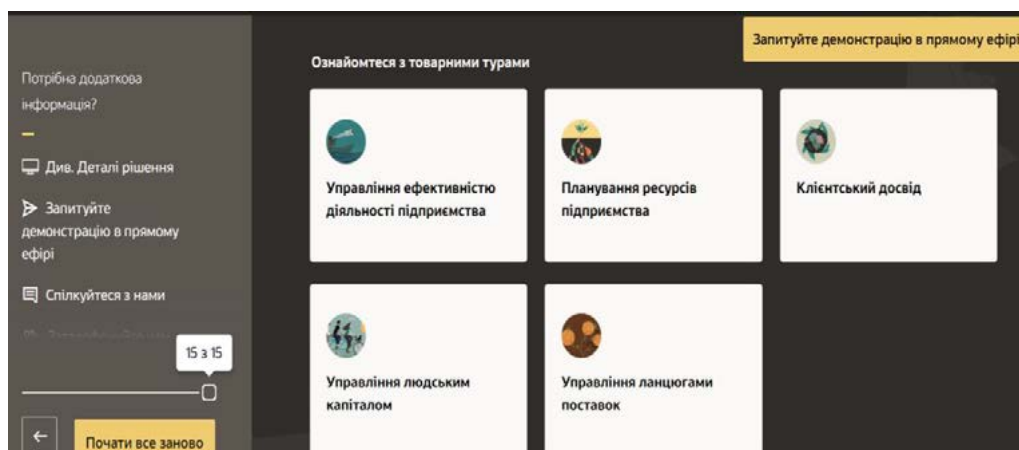 Запитуйте демонстрацію в прямому ефірі
Потрібна додаткова
інформація?
Див. Деталі рішення
Запитуйте
демонстрацію в прямому
ефірі
Спілкуйтеся з нами
15 з 15
Почати все заново
Ознайомтеся з товарними турами
Управління ефективністю
діяльності підприємства
Планування ресурсів
підприємства
Клієнтський досвід
Управління людським
капіталом
Управління ланцюгами
поставок